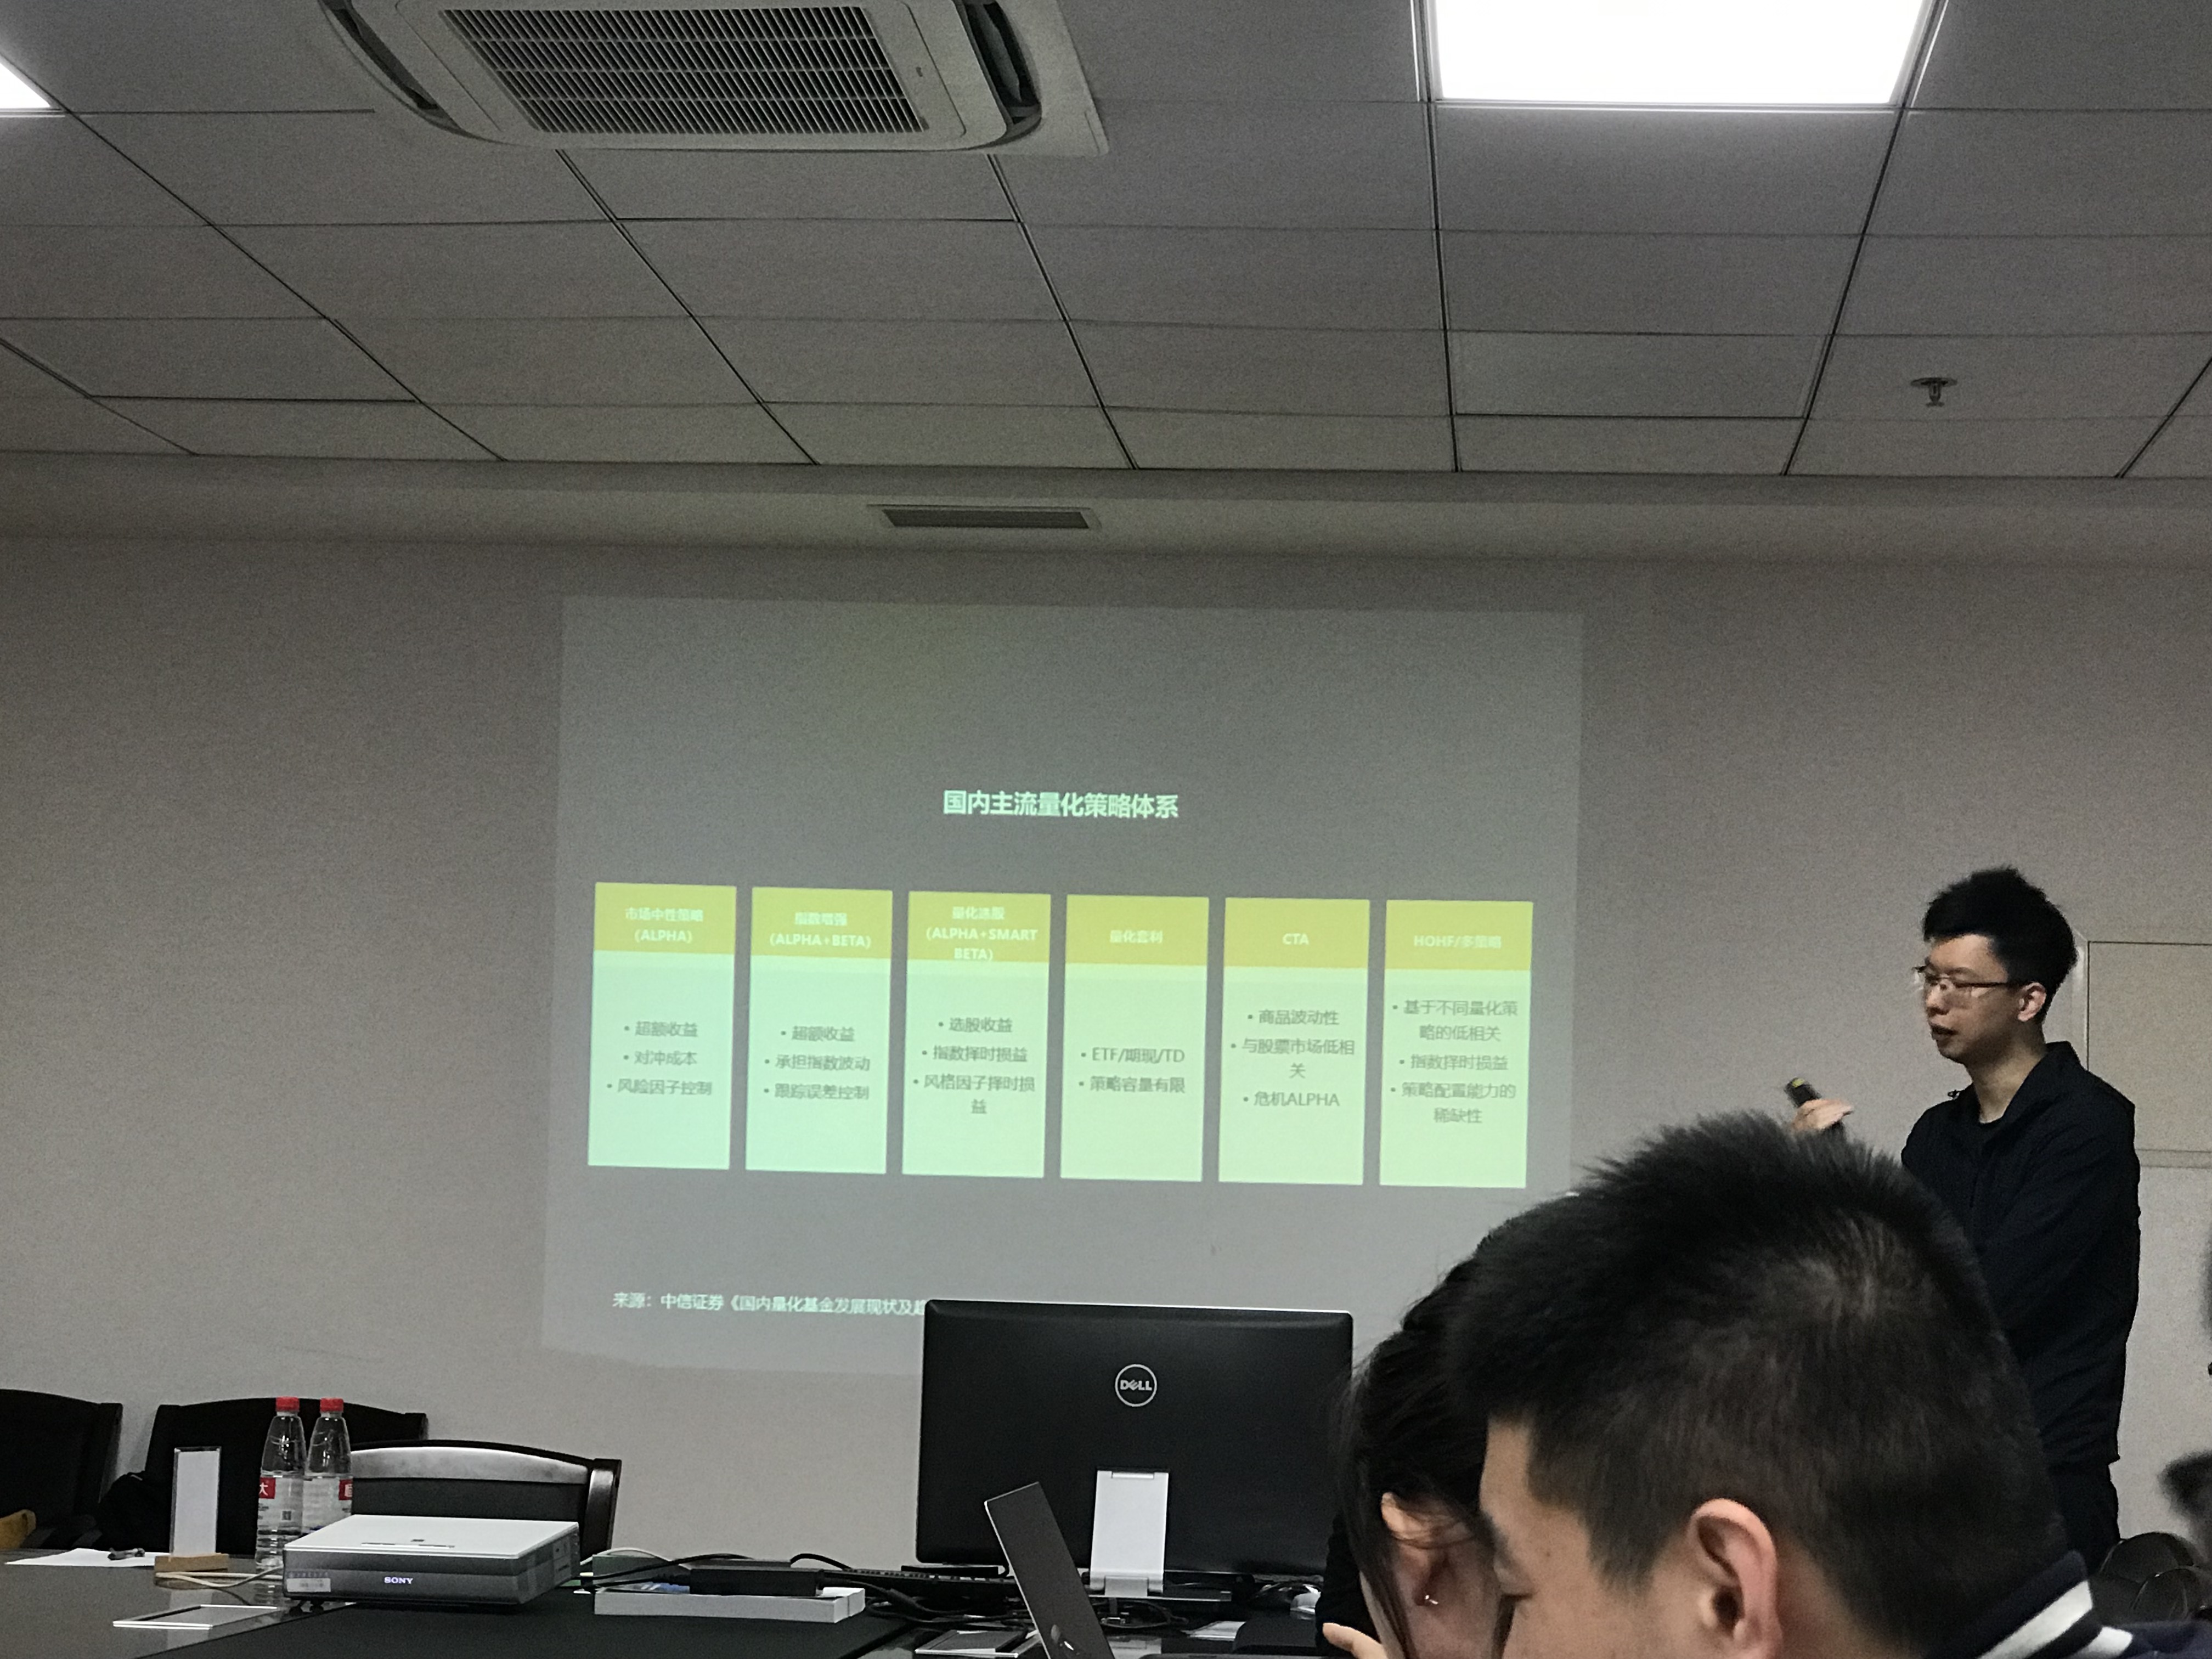 国内主流量化策略体系
市场中性策略
(ALPHA)
• 超额收益
• 对冲成本
• 风险因子控制
指数增强
(ALPHA+BETA)
• 超额收益
• 承担指数波动
• 跟踪误差控制
量化选股
(ALPHA+SMART
BETA)
• 选股收益
• 指数择时损益
• 风格因子择时损
益
量化套利
• ETF/期现/TD
• 策略容量有限
CTA
• 商品波动性
• 与股票市场低相
关
• 危机ALPHA
HOHF/多策略
• 基于不同量化策
略的低相关
• 指数择时损益
• 策略配置能力的
稀缺性
来源：中信证券《国内量化基金发展现状及趋
DELL
SONY